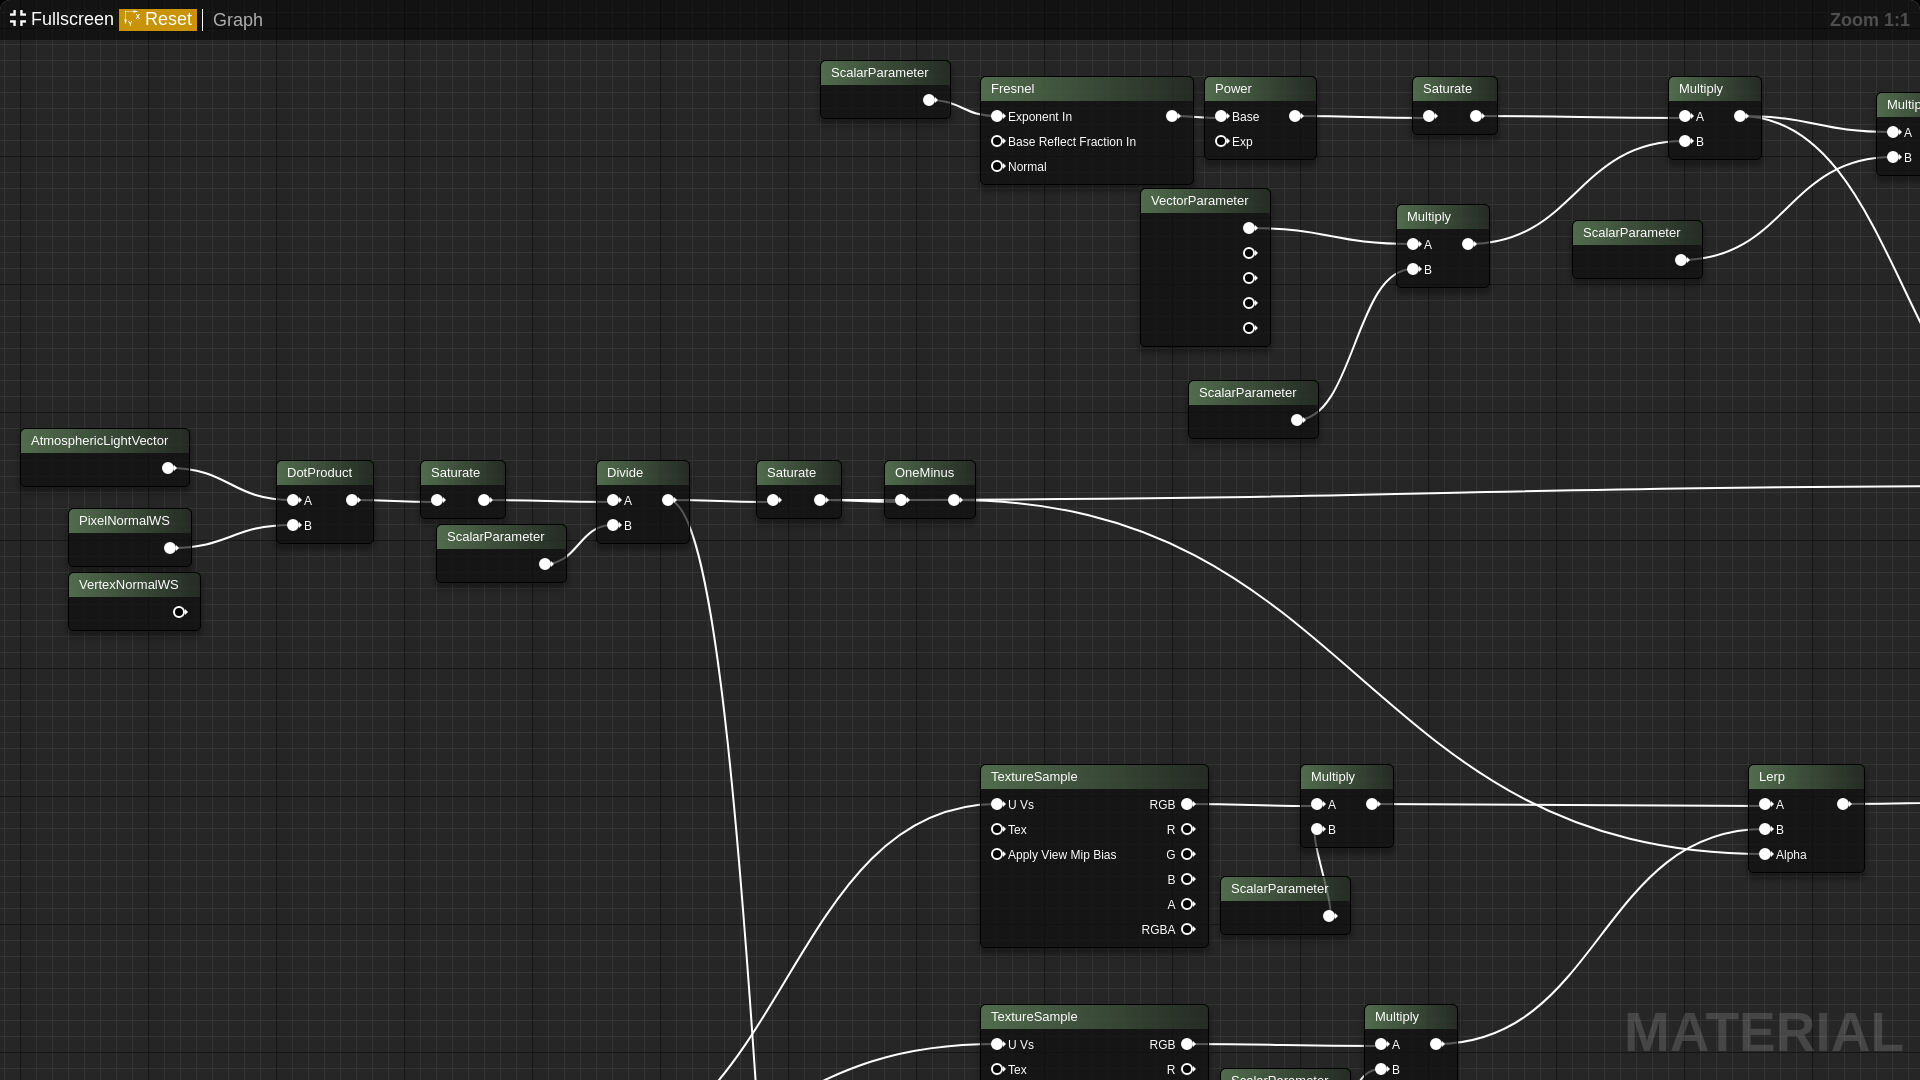 Fullscreen Reset Graph
Zoom 1:1
ScalarParameter
Fresnel
Exponent In
Base Reflect Fraction In
Normal
Power
Base
Exp
Saturate
Multiply
A
B
Multip
A
B
VectorParameter
Multiply
A
B
ScalarParameter
ScalarParameter
AtmosphericLightVector
PixelNormalWS
VertexNormalWS
DotProduct
A
B
Saturate
ScalarParameter
Divide
A
B
Saturate
OneMinus
TextureSample
U Vs RGB
Tex R
Apply View Mip Bias G
B
A
RGBA
Multiply
A
B
ScalarParameter
Lerp
A
B
Alpha
TextureSample
U Vs RGB
Tex R
Multiply
A
B
ScalarParameter
MATERIAL